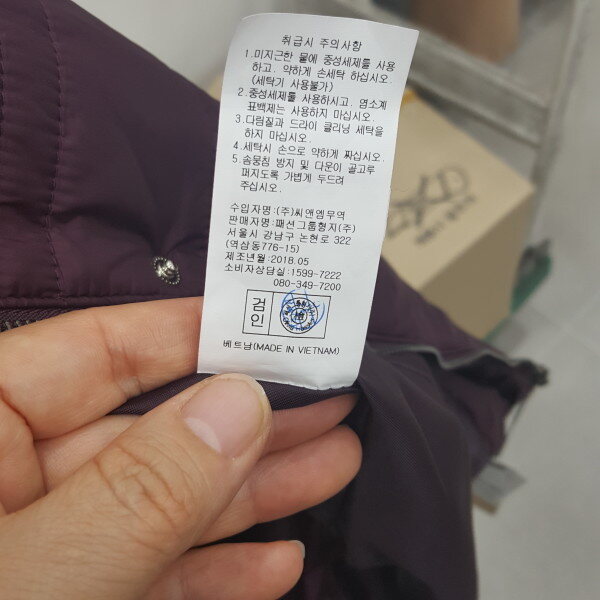 취급시 주의사항
1.미지근한 물에 중성세제를 사용
하고, 약하게 손세탁 하십시오.
(세탁기 사용불가)
2.중성세제를 사용하시고, 염소계
표백제는 사용하지 마십시오.
3.다림질과 드라이 클리닝 세탁을
하지 마십시오.
4.세탁시 손으로 약하게 짜십시오.
5.솜뭉침 방지 및 다운이 골고루
퍼지도록 가볍게 두드려
주십시오.
수입자명:(주)씨앤엠무역
판매자명:패션그룹형지(주)
서울시 강남구 논현로 322
(역삼동776-15)
제조년월:2018.05
소비자상담실:1599-7222
080-349-7200
검인
베트남(MADE IN VIETNAM)